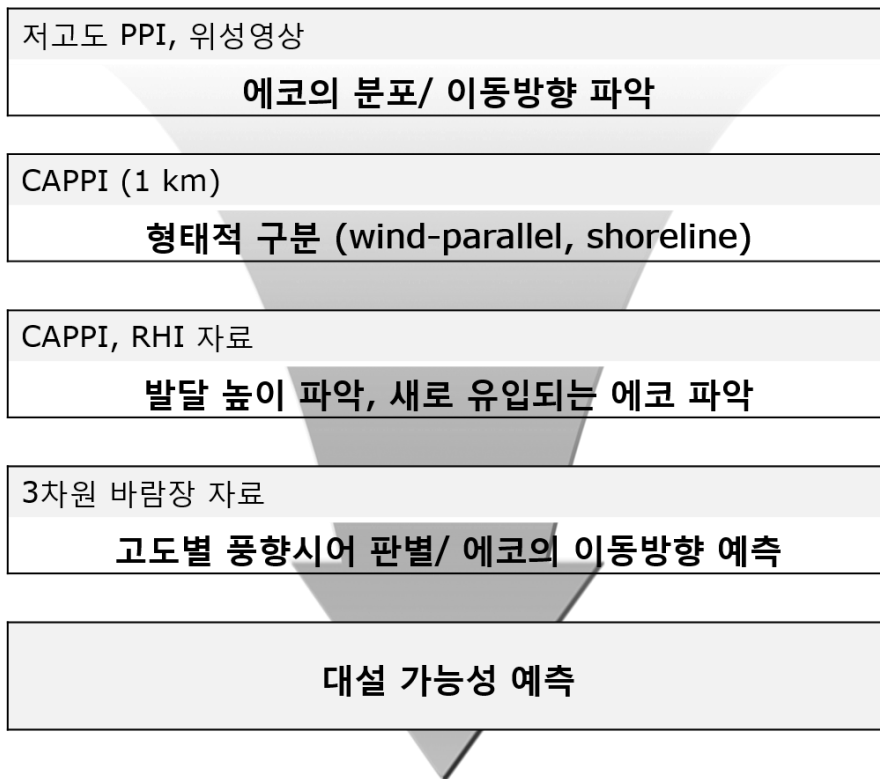 저고도 PPI, 위성영상
에코의 분포/ 이동방향 파악
CAPPI (1 km)
형태적 구분 (wind-parallel, shoreline)
CAPPI, RHI 자료
발달 높이 파악, 새로 유입되는 에코 파악
3차원 바람장 자료
고도별 풍향시어 판별/ 에코의 이동방향 예측
대설 가능성 예측